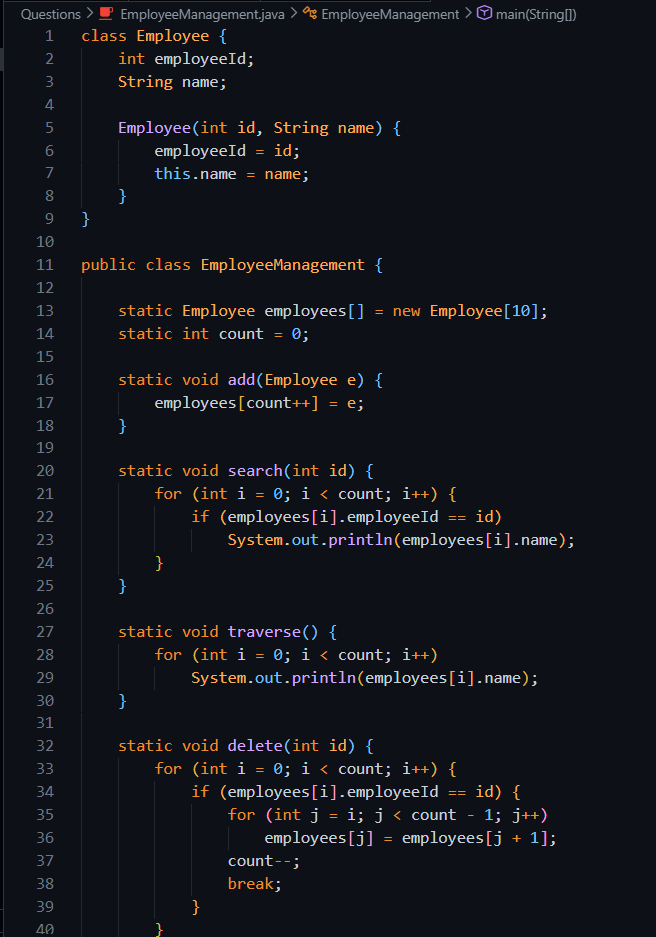 Questions > EmployeeManagement.java > EmployeeManagement > main(String[])
1 class Employee {
2     int employeeId;
3     String name;
4
5     Employee(int id, String name) {
6         employeeId = id;
7         this.name = name;
8     }
9 }
10
11 public class EmployeeManagement {
12
13     static Employee employees[] = new Employee[10];
14     static int count = 0;
15
16     static void add(Employee e) {
17         employees[count++] = e;
18     }
19
20     static void search(int id) {
21         for (int i = 0; i < count; i++) {
22             if (employees[i].employeeId == id)
23                 System.out.println(employees[i].name);
24         }
25     }
26
27     static void traverse() {
28         for (int i = 0; i < count; i++)
29             System.out.println(employees[i].name);
30     }
31
32     static void delete(int id) {
33         for (int i = 0; i < count; i++) {
34             if (employees[i].employeeId == id) {
35                 for (int j = i; j < count - 1; j++)
36                     employees[j] = employees[j + 1];
37                 count--;
38                 break;
39             }
40         }